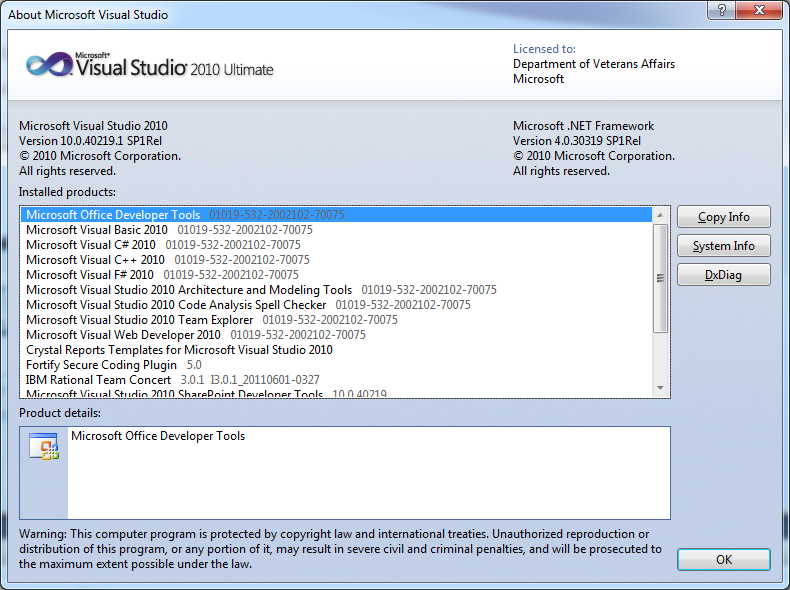 About Microsoft Visual Studio
Microsoft®
Visual Studio® 2010 Ultimate
Licensed to:
Department of Veterans Affairs
Microsoft
Microsoft Visual Studio 2010
Version 10.0.40219.1 SP1Rel
© 2010 Microsoft Corporation.
All rights reserved.
Microsoft .NET Framework
Version 4.0.30319 SP1Rel
© 2010 Microsoft Corporation.
All rights reserved.
Installed products:
Microsoft Office Developer Tools 01019-532-2002102-70075
Microsoft Visual Basic 2010 01019-532-2002102-70075
Microsoft Visual C# 2010 01019-532-2002102-70075
Microsoft Visual C++ 2010 01019-532-2002102-70075
Microsoft Visual F# 2010 01019-532-2002102-70075
Microsoft Visual Studio 2010 Architecture and Modeling Tools 01019-532-2002102-70075
Microsoft Visual Studio 2010 Code Analysis Spell Checker 01019-532-2002102-70075
Microsoft Visual Studio 2010 Team Explorer 01019-532-2002102-70075
Microsoft Visual Web Developer 2010 01019-532-2002102-70075
Crystal Reports Templates for Microsoft Visual Studio 2010
Fortify Secure Coding Plugin 5.0
IBM Rational Team Concert 3.0.1 I3.0.1_20110601-0327
Microsoft Visual Studio 2010 SharePoint Developer Tools 10.0.40219
Copy Info
System Info
DxDiag
Product details:
Microsoft Office Developer Tools
Warning: This computer program is protected by copyright law and international treaties. Unauthorized reproduction or
distribution of this program, or any portion of it, may result in severe civil and criminal penalties, and will be prosecuted to
the maximum extent possible under the law.
OK